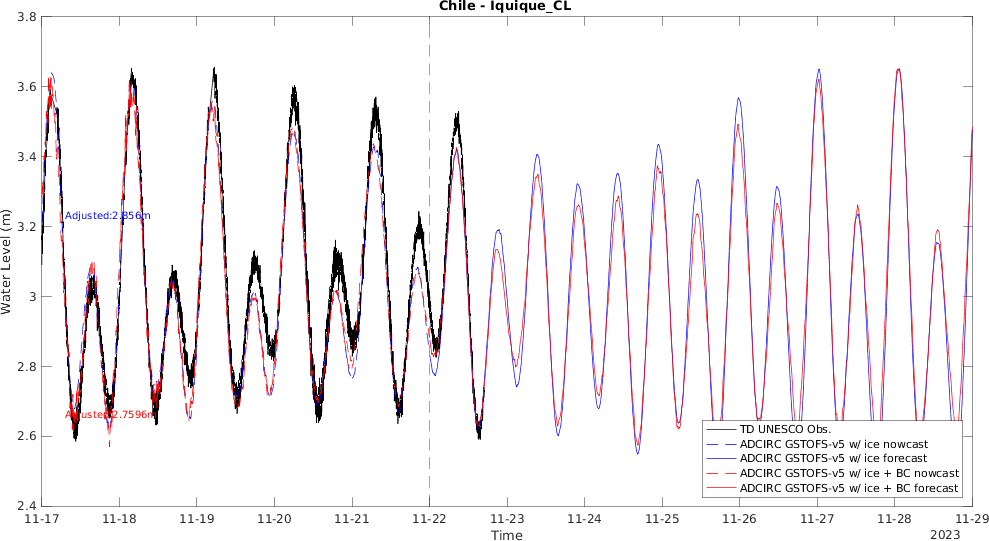 Chile - Iquique_CL
3.8
3.6
3.4
3.2
3
2.8
2.6
2.4
Water Level (m)
Adjusted:2.856m
Adjusted:2.7596m
TD UNESCO Obs.
ADCIRC GSTOFS-v5 w/ ice nowcast
ADCIRC GSTOFS-v5 w/ ice forecast
ADCIRC GSTOFS-v5 w/ ice + BC nowcast
ADCIRC GSTOFS-v5 w/ ice + BC forecast
11-17 11-18 11-19 11-20 11-21 11-22 11-23 11-24 11-25 11-26 11-27 11-28 11-29
Time
2023